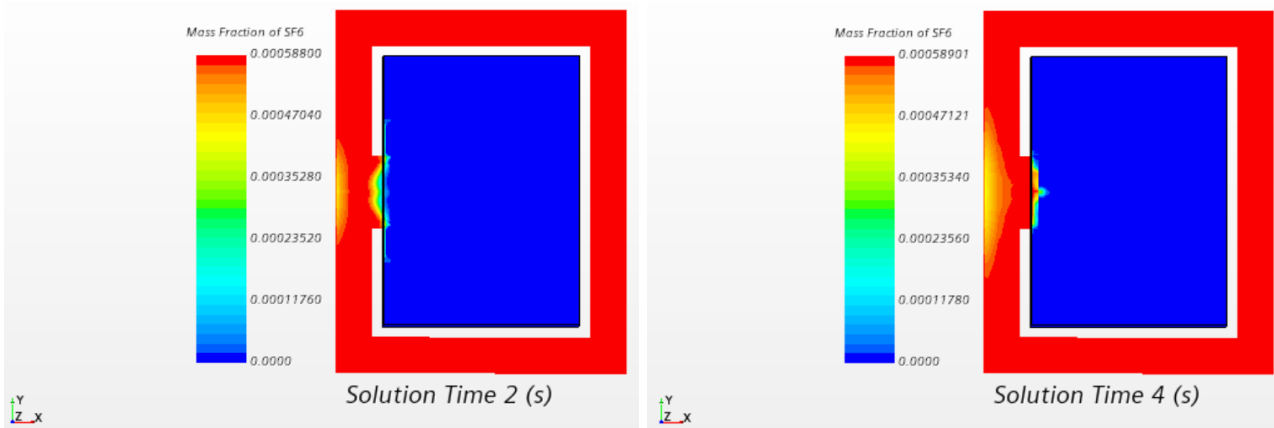 Mass Fraction of SF6
0.00058800
0.00047040
0.00035280
0.00023520
0.00011760
0.0000
Solution Time 2 (s)
Y
Z X
Mass Fraction of SF6
0.00058901
0.00047121
0.00035340
0.00023560
0.00011780
0.0000
Solution Time 4 (s)
Y
Z X